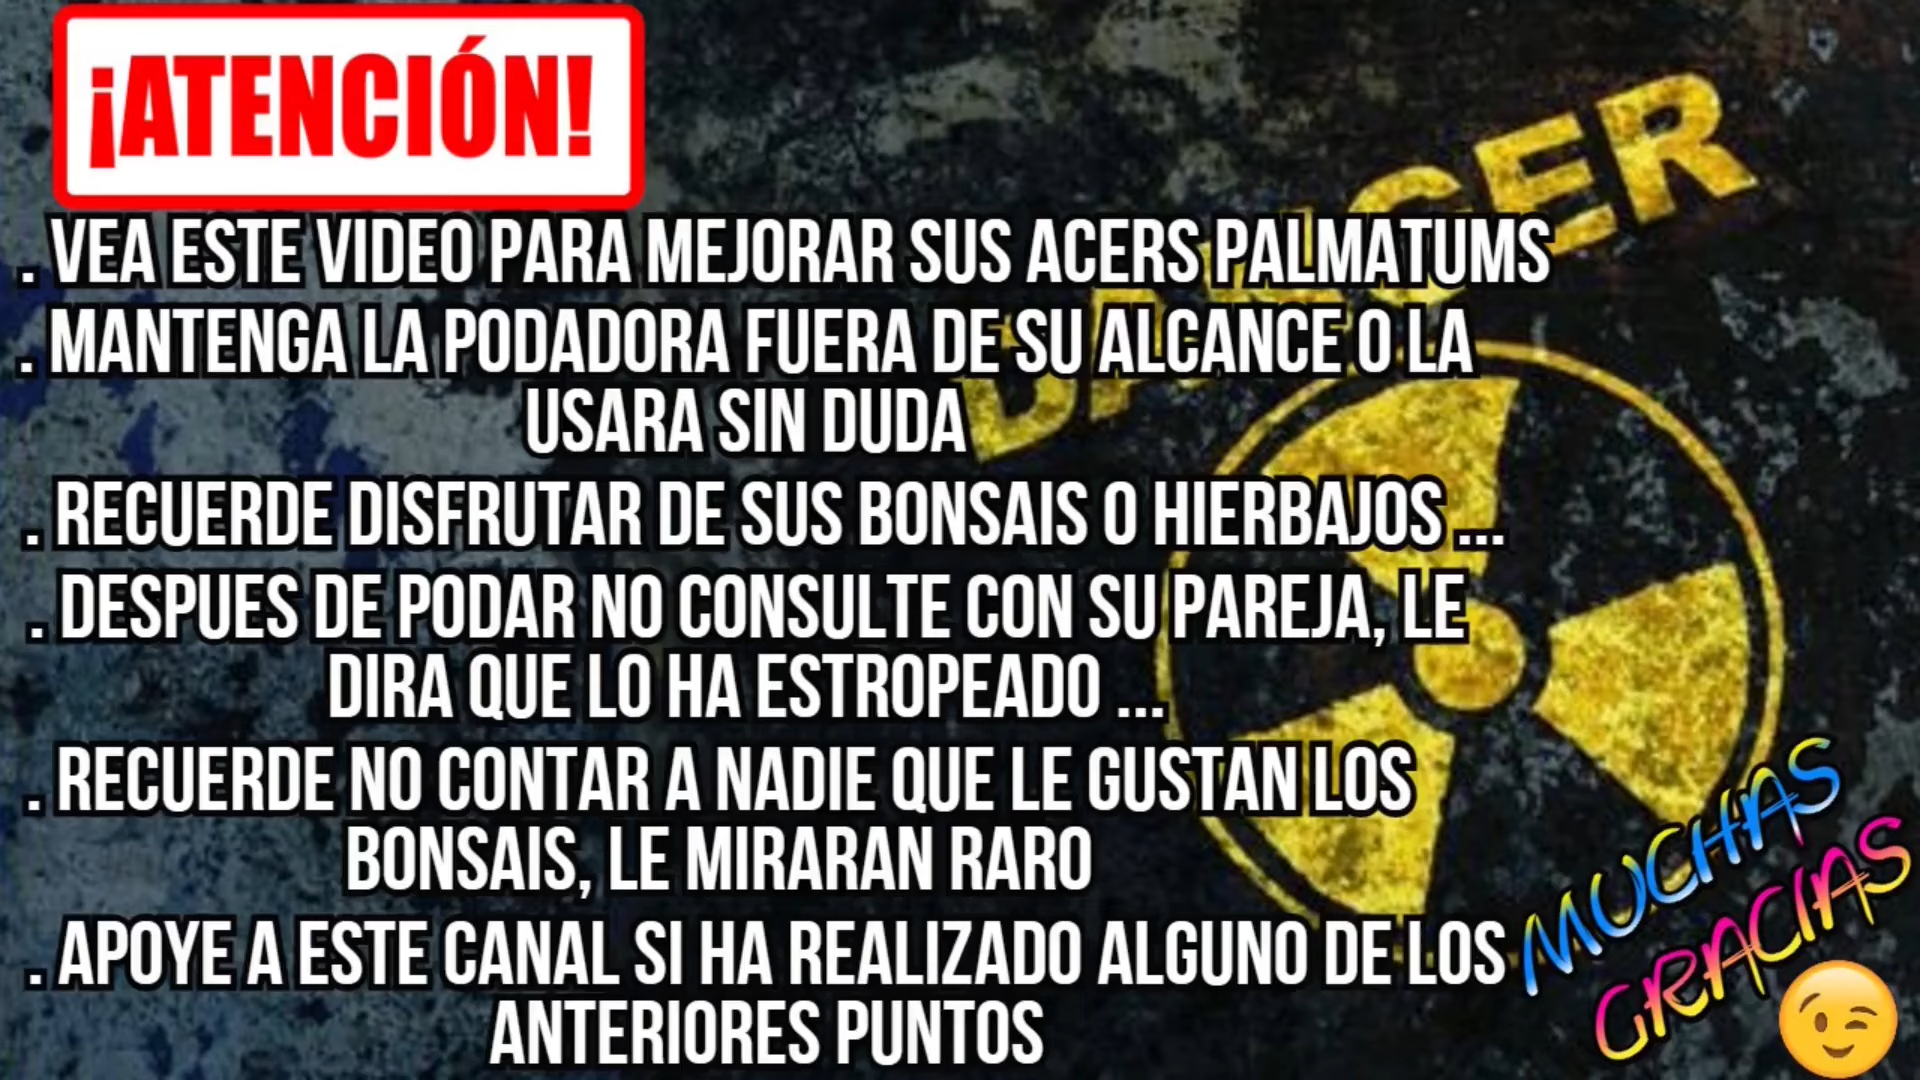 ¡ATENCIÓN!
DANGER
. VEA ESTE VIDEO PARA MEJORAR SUS ACERS PALMATUMS
. MANTENGA LA PODADORA FUERA DE SU ALCANCE O LA
USARA SIN DUDA
. RECUERDE DISFRUTAR DE SUS BONSAIS O HIERBAJOS ...
. DESPUES DE PODAR NO CONSULTE CON SU PAREJA, LE
DIRA QUE LO HA ESTROPEADO ...
. RECUERDE NO CONTAR A NADIE QUE LE GUSTAN LOS
BONSAIS, LE MIRARAN RARO
. APOYE A ESTE CANAL SI HA REALIZADO ALGUNO DE LOS
ANTERIORES PUNTOS
MUCHAS
GRACIAS